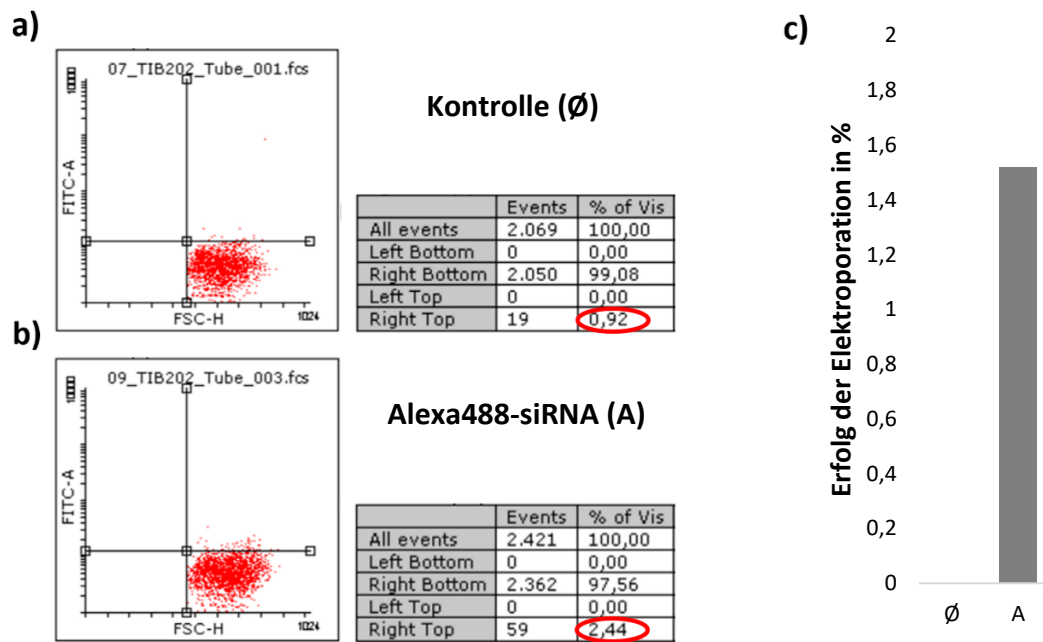 a)
07_TIB202_Tube_001.fcs
FITC-A
FSC-H
1024
Kontrolle (Ø)
Events % of Vis
All events 2.069 100,00
Left Bottom 0 0,00
Right Bottom 2.050 99,08
Left Top 0 0,00
Right Top 19 0,92
b)
09_TIB202_Tube_003.fcs
FITC-A
FSC-H
1024
Alexa488-siRNA (A)
Events % of Vis
All events 2.421 100,00
Left Bottom 0 0,00
Right Bottom 2.362 97,56
Left Top 0 0,00
Right Top 59 2,44
c)
Erfolg der Elektroporation in %
2
1,8
1,6
1,4
1,2
1
0,8
0,6
0,4
0,2
0
Ø A